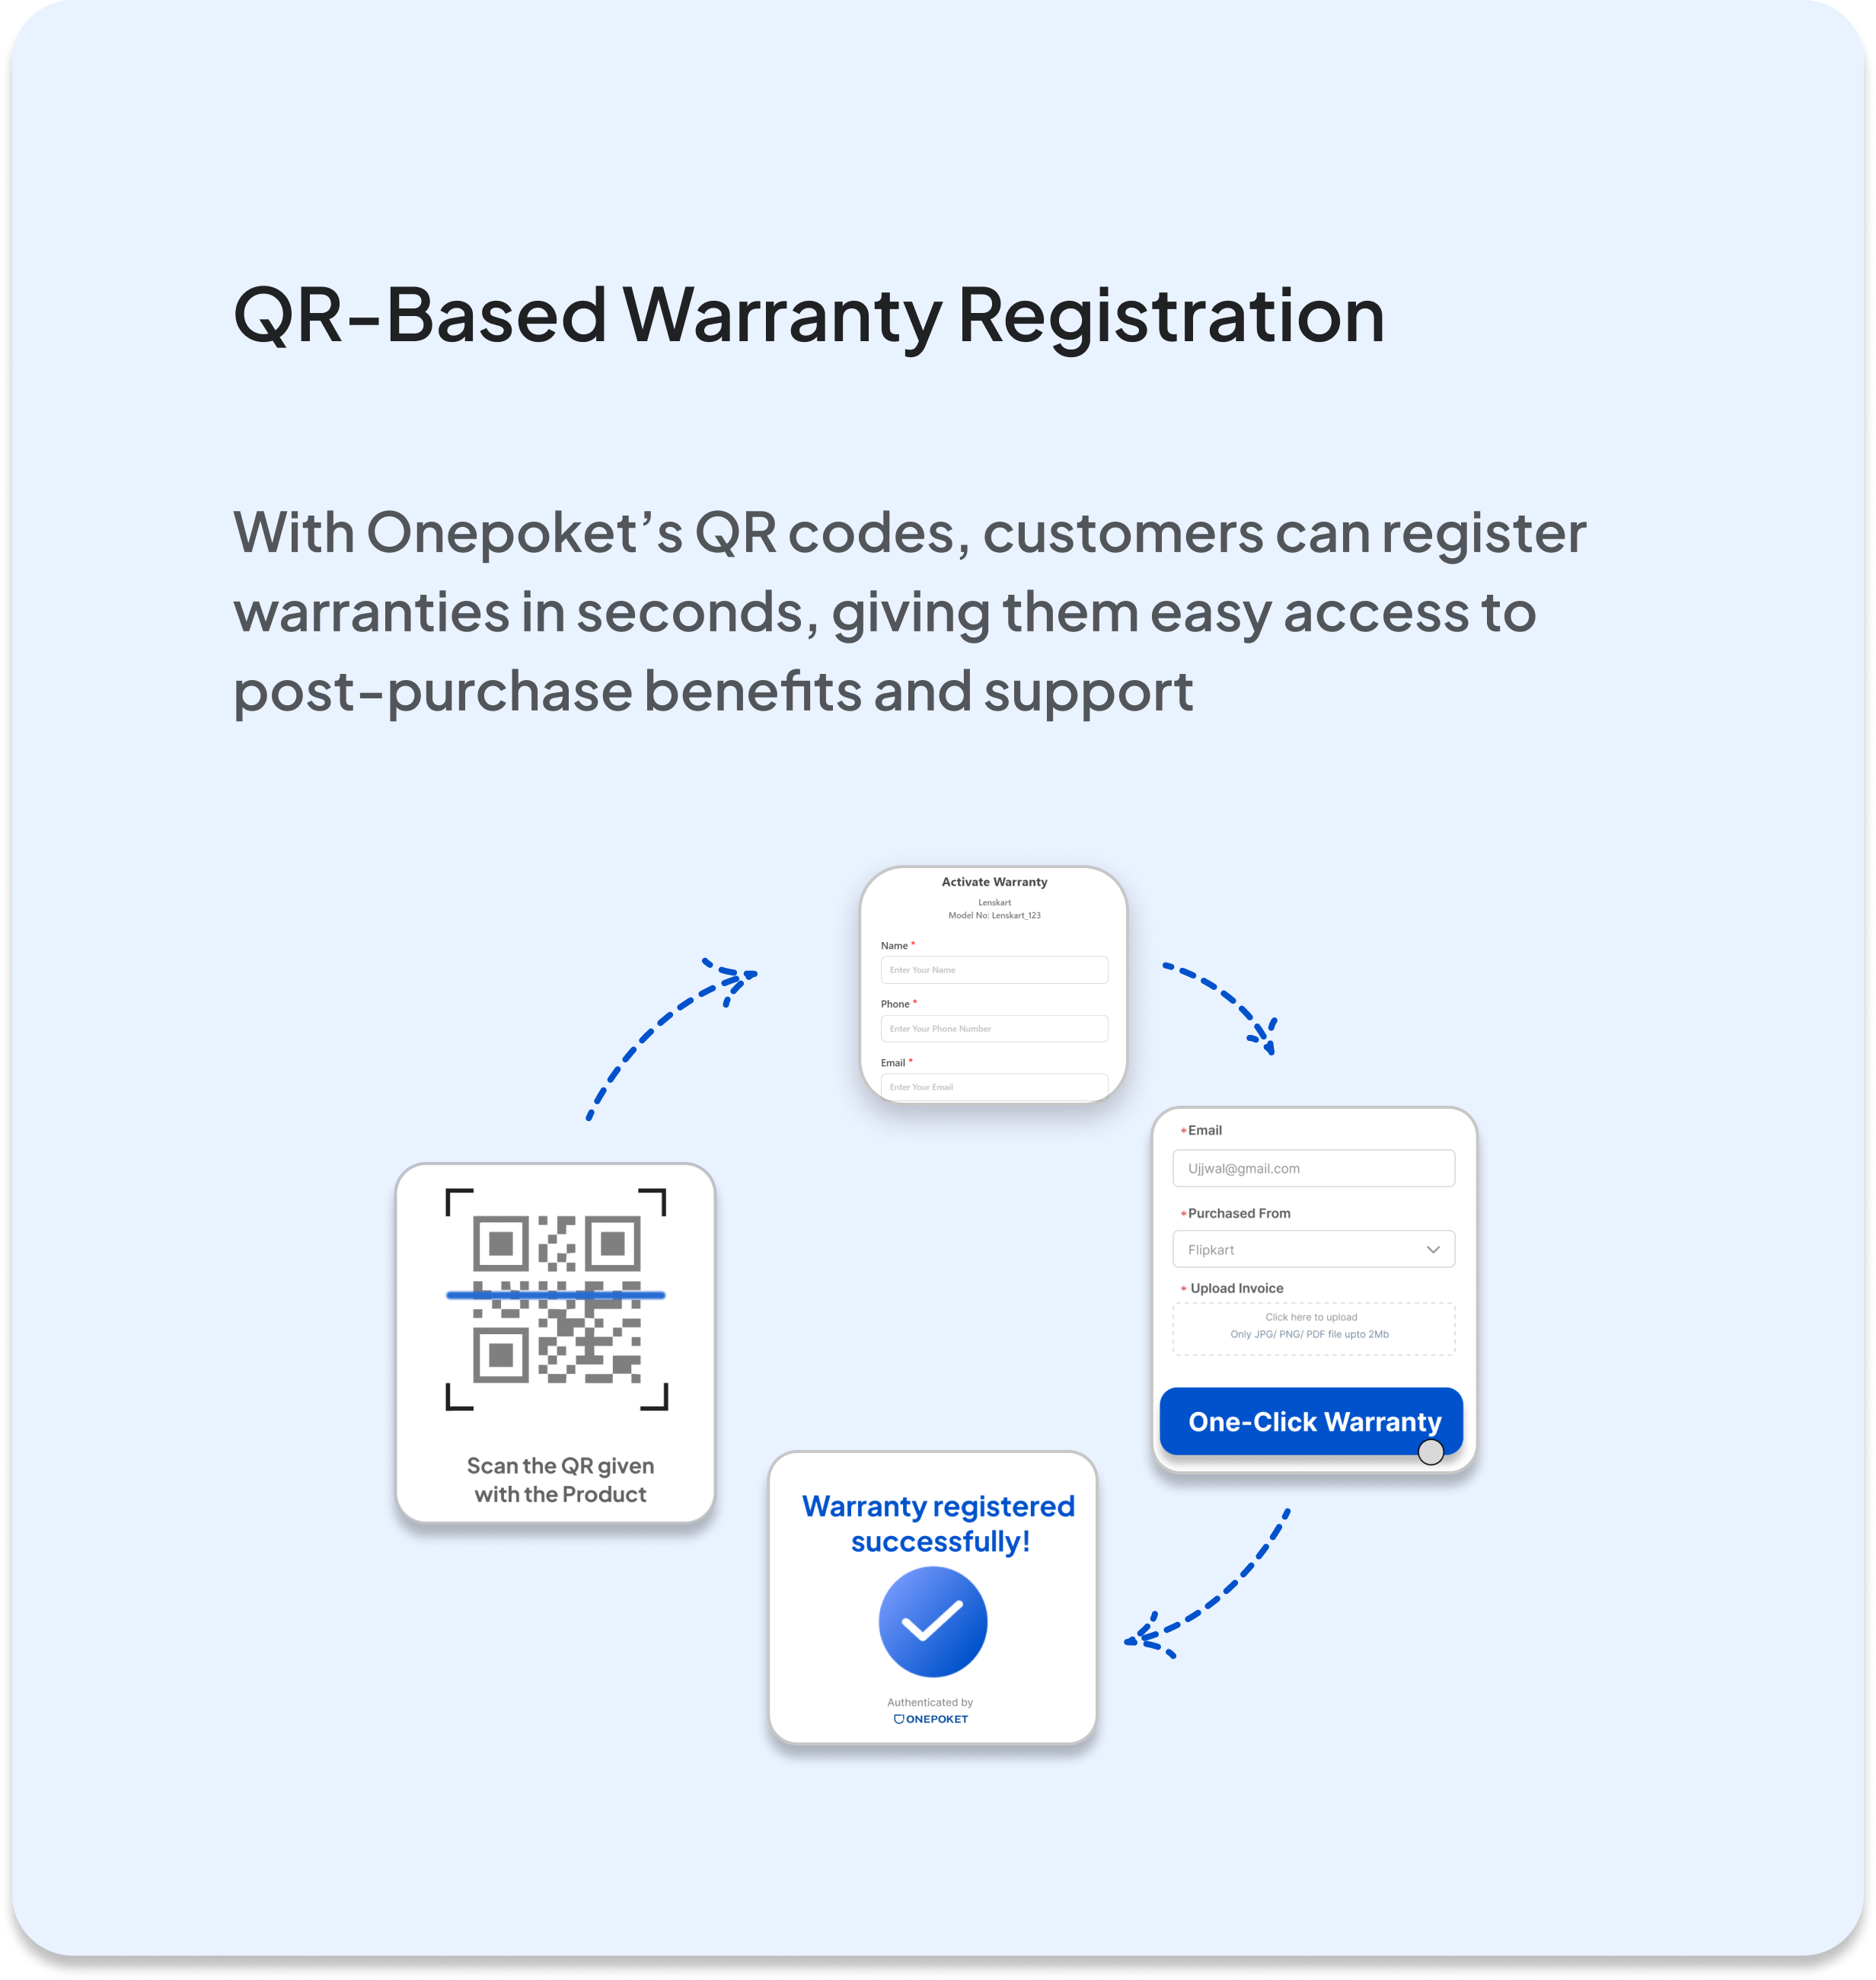 QR-Based Warranty Registration
With Onepoket’s QR codes, customers can register
warranties in seconds, giving them easy access to
post-purchase benefits and support
Activate Warranty
Lenskart
Model No: Lenskart_123
Name *
Enter Your Name
Phone *
Enter Your Phone Number
Email *
Enter Your Email
* Email
Ujjwal@gmail.com
* Purchased From
Flipkart
* Upload Invoice
Click here to upload
Only JPG/ PNG/ PDF file upto 2Mb
One-Click Warranty
Scan the QR given
with the Product
Warranty registered
successfully!
Authenticated by
ONEPOKET